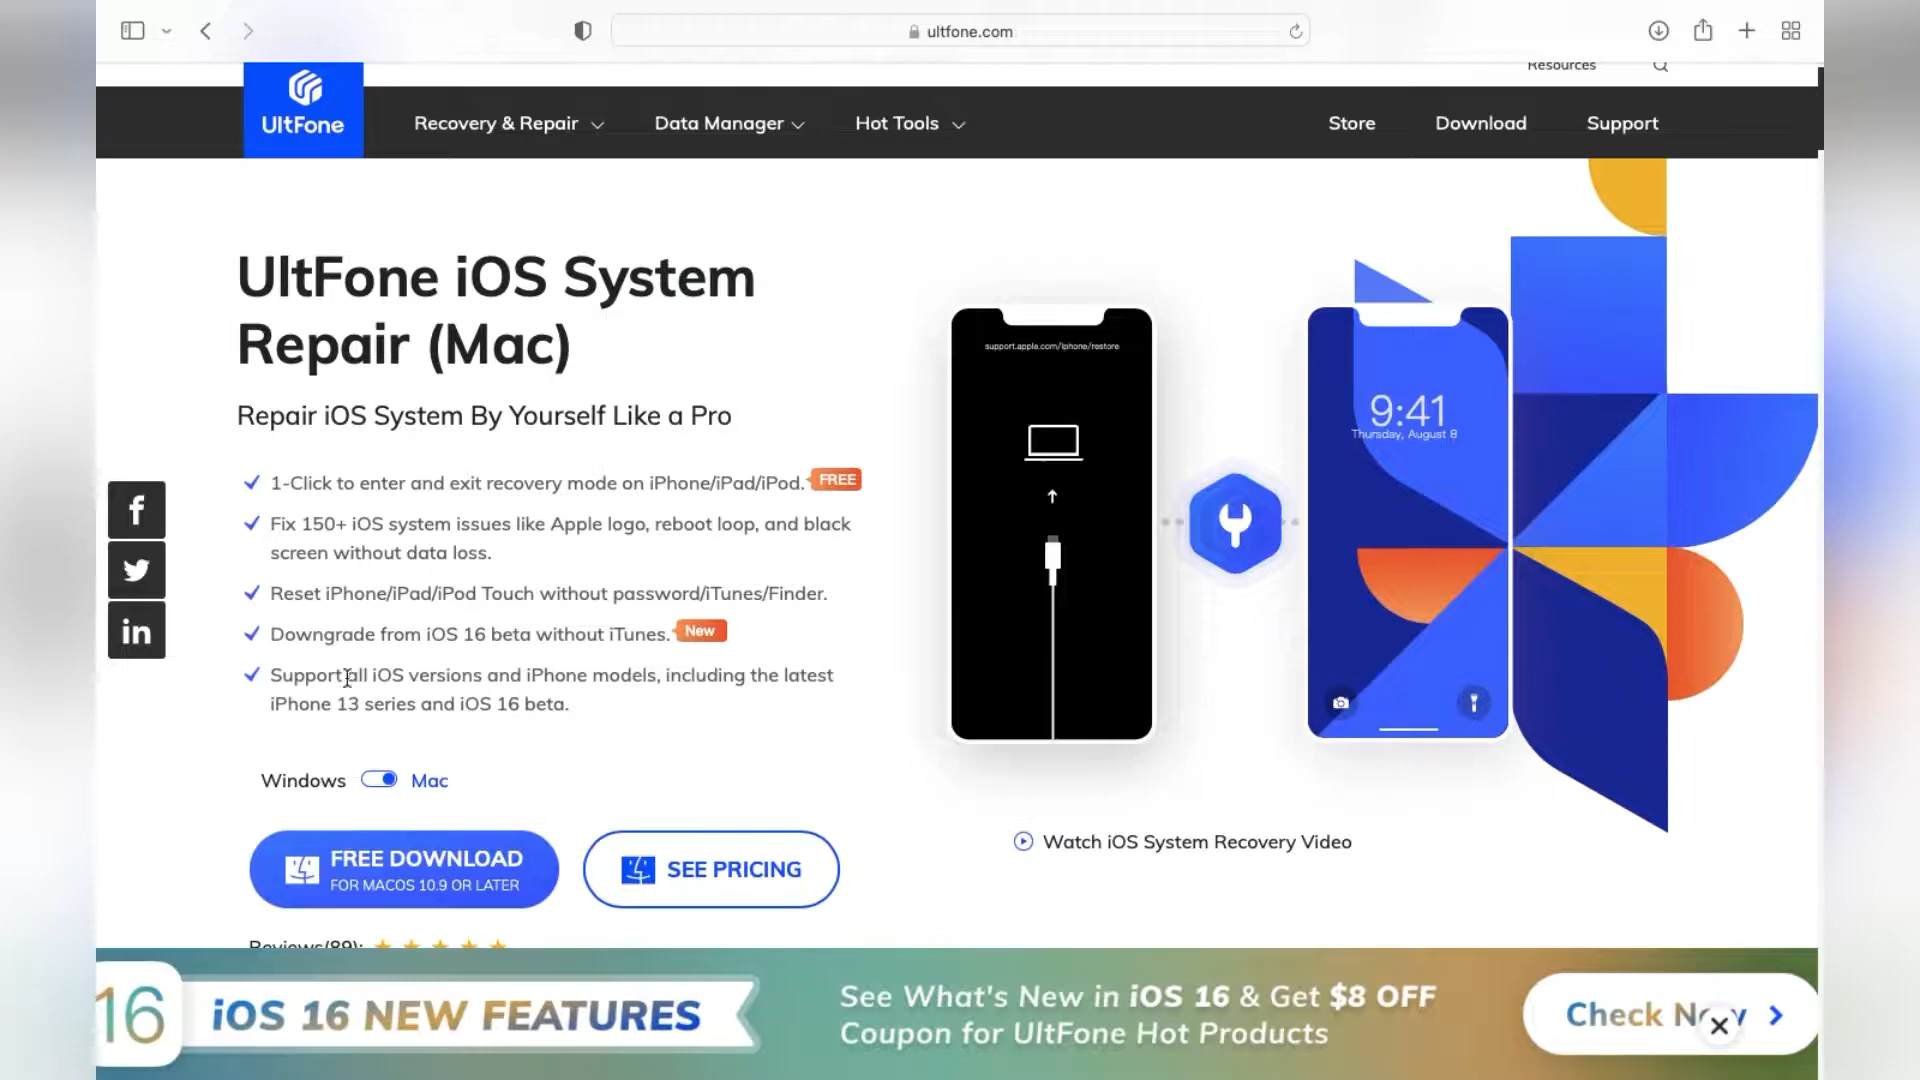 ultfone.com
Resources
UltFone
Recovery & Repair
Data Manager
Hot Tools
Store
Download
Support
UltFone iOS System
Repair (Mac)
Repair iOS System By Yourself Like a Pro
1-Click to enter and exit recovery mode on iPhone/iPad/iPod. FREE
Fix 150+ iOS system issues like Apple logo, reboot loop, and black
screen without data loss.
Reset iPhone/iPad/iPod Touch without password/iTunes/Finder.
Downgrade from iOS 16 beta without iTunes. New
Support all iOS versions and iPhone models, including the latest
iPhone 13 series and iOS 16 beta.
Windows Mac
FREE DOWNLOAD
FOR MACOS 10.9 OR LATER
SEE PRICING
Reviews(89):
support.apple.com/iphone/restore
9:41
Thursday, August 8
Watch iOS System Recovery Video
16
iOS 16 NEW FEATURES
See What's New in iOS 16 & Get $8 OFF
Coupon for UltFone Hot Products
Check Now